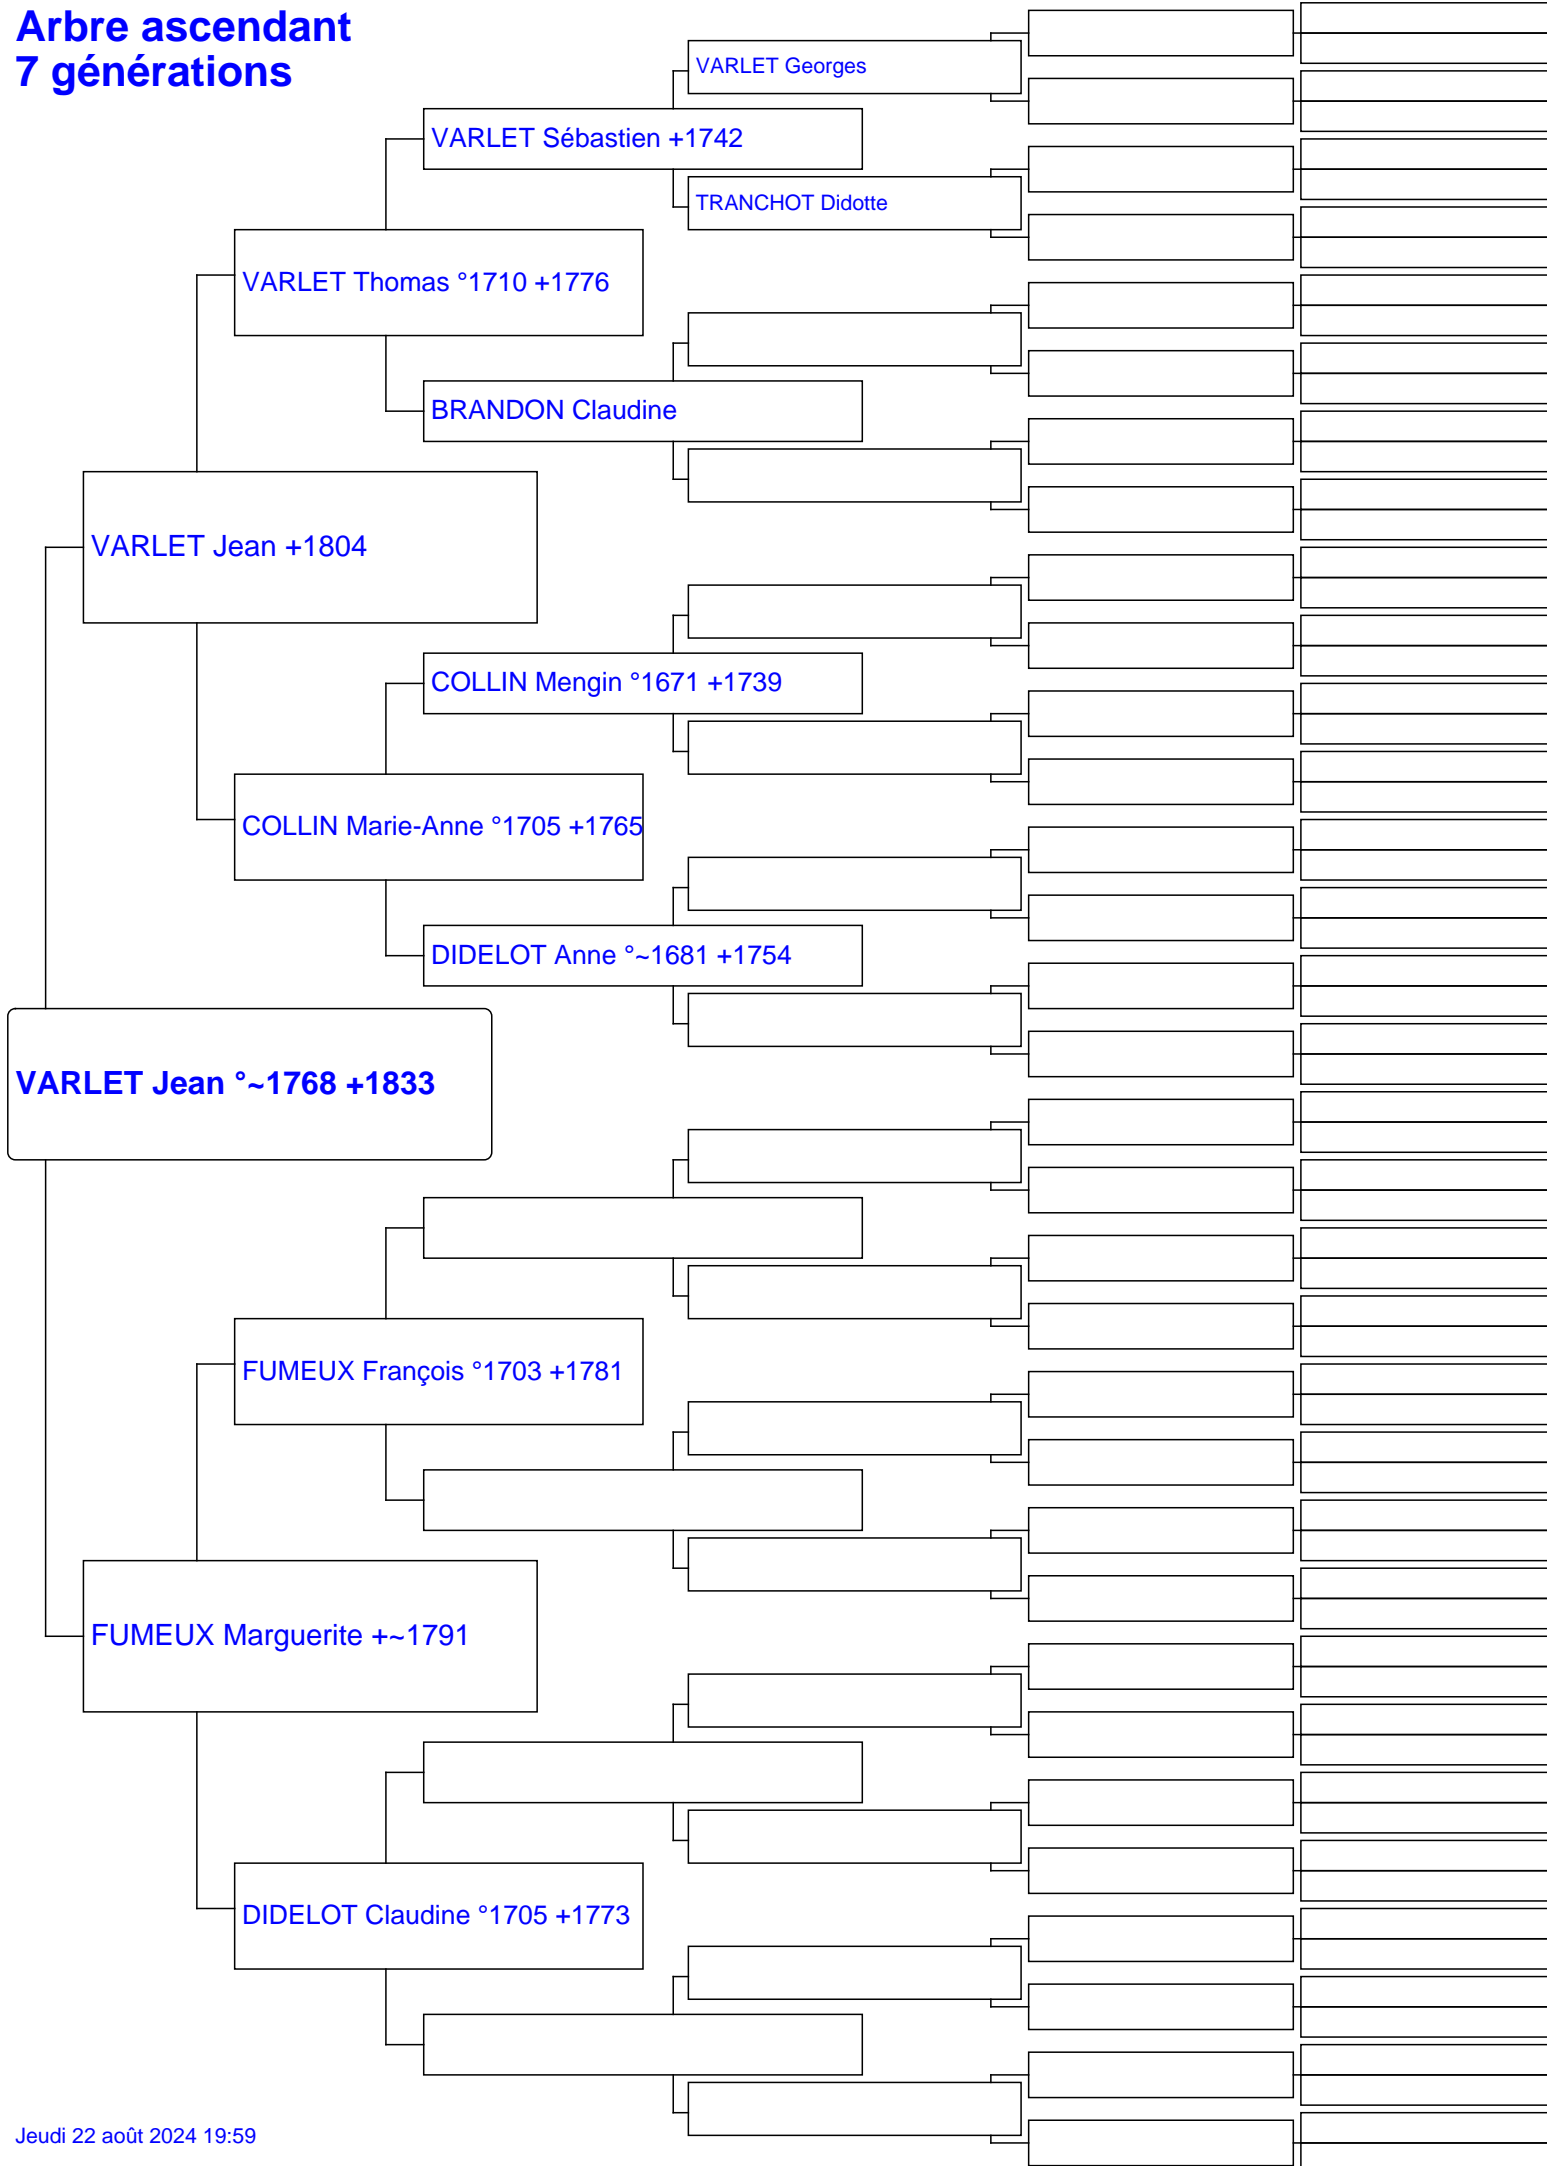 Arbre ascendant
7 générations
VARLET Georges
VARLET Sébastien +1742
TRANCHOT Didotte
VARLET Thomas °1710 +1776
BRANDON Claudine
VARLET Jean +1804
COLLIN Mengin °1671 +1739
COLLIN Marie-Anne °1705 +1765
DIDELOT Anne °~1681 +1754
VARLET Jean °~1768 +1833
FUMEUX François °1703 +1781
FUMEUX Marguerite +~1791
DIDELOT Claudine °1705 +1773
Jeudi 22 août 2024 19:59